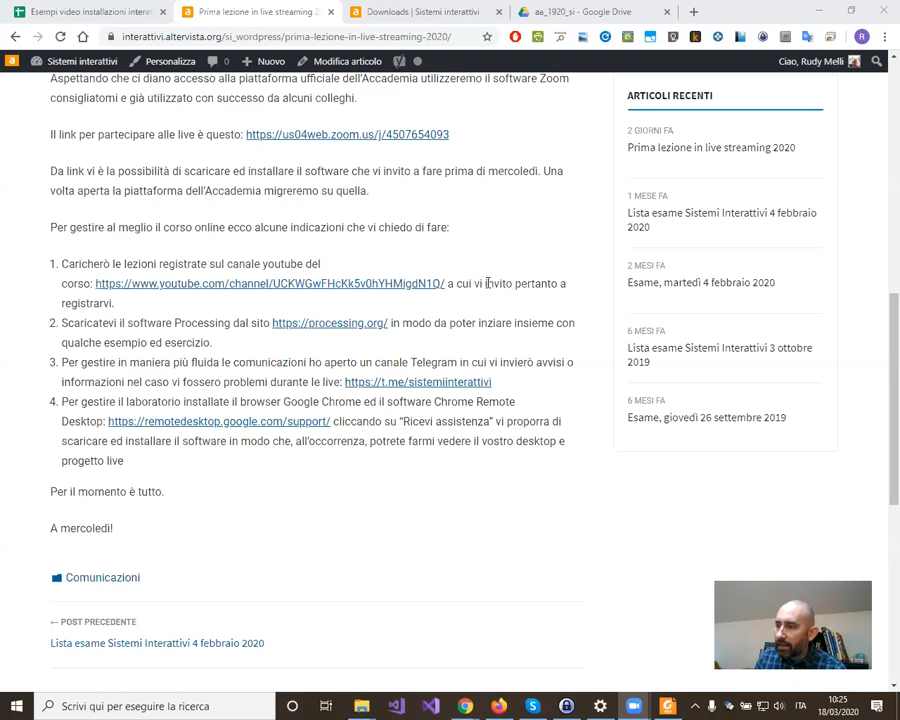 Esempi video installazioni interat
Prima lezione in live streaming 2
Downloads | Sistemi interattivi
aa_1920_si - Google Drive
interattivi.altervista.org/si_wordpress/prima-lezione-in-live-streaming-2020/
Sistemi interattivi
Personalizza
Modifica articolo
0
Nuovo
Ciao, Rudy Melli
Aspettando che ci diano accesso alla piattaforma ufficiale dell'Accademia utilizzeremo il software Zoom
consigliatomi e già utilizzato con successo da alcuni colleghi.
Il link per partecipare alle live è questo: https://us04web.zoom.us/j/4507654093
Da link vi è la possibilità di scaricare ed installare il software che vi invito a fare prima di mercoledì. Una
volta aperta la piattaforma dell'Accademia migreremo su quella.
Per gestire al meglio il corso online ecco alcune indicazioni che vi chiedo di fare:
1. Caricherò le lezioni registrate sul canale youtube del
corso: https://www.youtube.com/channel/UCKWGwFHcKk5v0hYHMigdN1Q/ a cui vi invito pertanto a
registrarvi.
2. Scaricatevi il software Processing dal sito https://processing.org/ in modo da poter inziare insieme con
qualche esempio ed esercizio.
3. Per gestire in maniera più fluida le comunicazioni ho aperto un canale Telegram in cui vi invierò avvisi o
informazioni nel caso vi fossero problemi durante le live: https://t.me/sistemiinterattivi
4. Per gestire il laboratorio installate il browser Google Chrome ed il software Chrome Remote
Desktop: https://remotedesktop.google.com/support/ cliccando su "Ricevi assistenza" vi proporra di
scaricare ed installare il software in modo che, all'occorrenza, potrete farmi vedere il vostro desktop e
progetto live
Per il momento è tutto.
A mercoledì!
Comunicazioni
← POST PRECEDENTE
Lista esame Sistemi Interattivi 4 febbraio 2020
ARTICOLI RECENTI
2 GIORNI FA
Prima lezione in live streaming 2020
1 MESE FA
Lista esame Sistemi Interattivi 4 febbraio
2020
2 MESI FA
Esame, martedì 4 febbraio 2020
6 MESI FA
Lista esame Sistemi Interattivi 3 ottobre
2019
6 MESI FA
Esame, giovedì 26 settembre 2019
Scrivi qui per eseguire la ricerca
ITA
10:25
18/03/2020